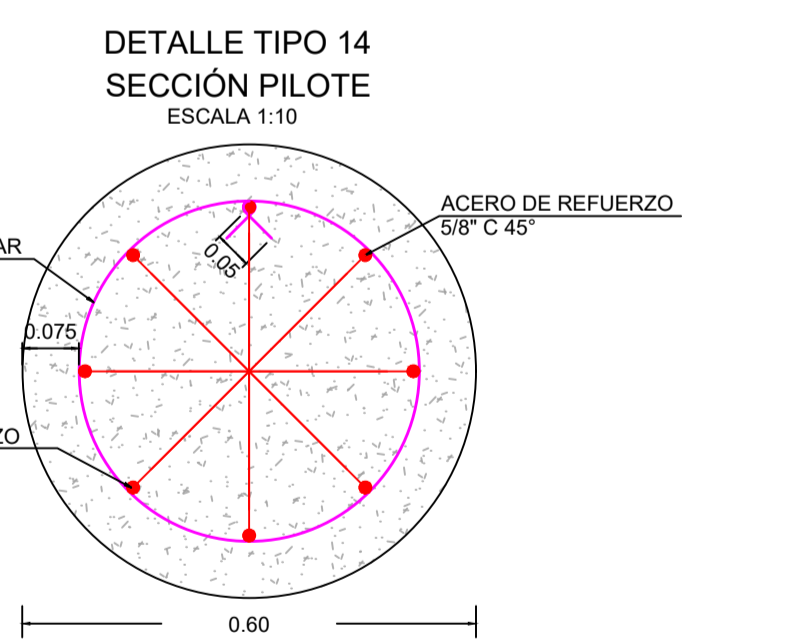 DETALLE TIPO 14
SECCIÓN PILOTE
ESCALA 1:10
ACERO DE REFUERZO
5/8" C 45°
AR
0.05
0.075
ZO
0.60